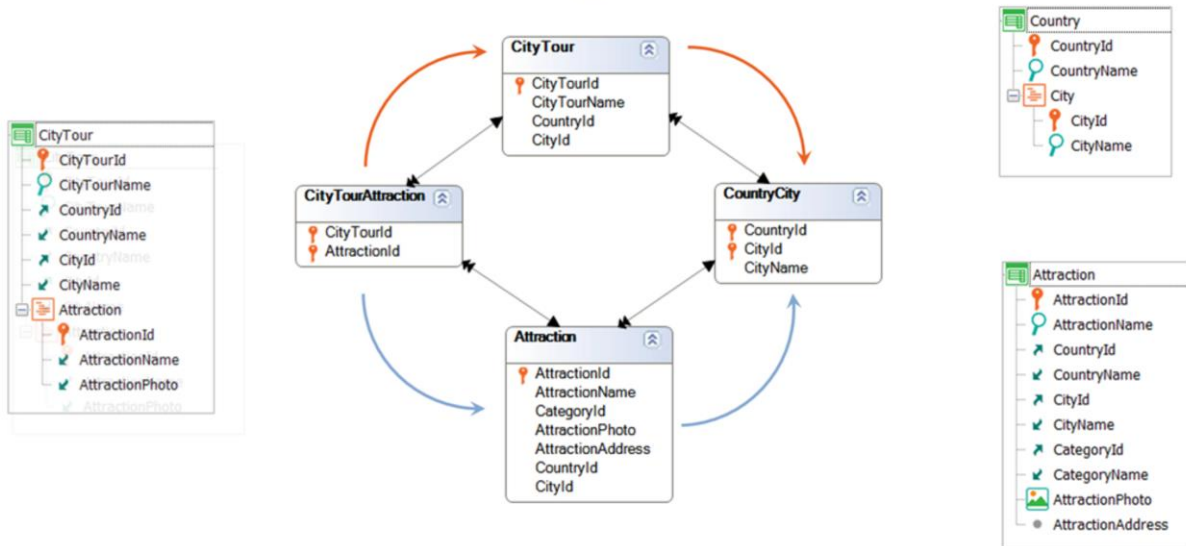 CityTour
CityTourId
CityTourName
CountryId
CountryName
CityId
CityName
Attraction
AttractionId
AttractionName
AttractionPhoto
AttractionPhoto
CityTour
CityTourId
CityTourName
CountryId
CityId
CityTourAttraction
CityTourId
AttractionId
CountryCity
CountryId
CityId
CityName
Attraction
AttractionId
AttractionName
CategoryId
AttractionPhoto
AttractionAddress
CountryId
CityId
Country
CountryId
CountryName
City
CityId
CityName
Attraction
AttractionId
AttractionName
CountryId
CountryName
CityId
CityName
CategoryId
CategoryName
AttractionPhoto
AttractionAddress